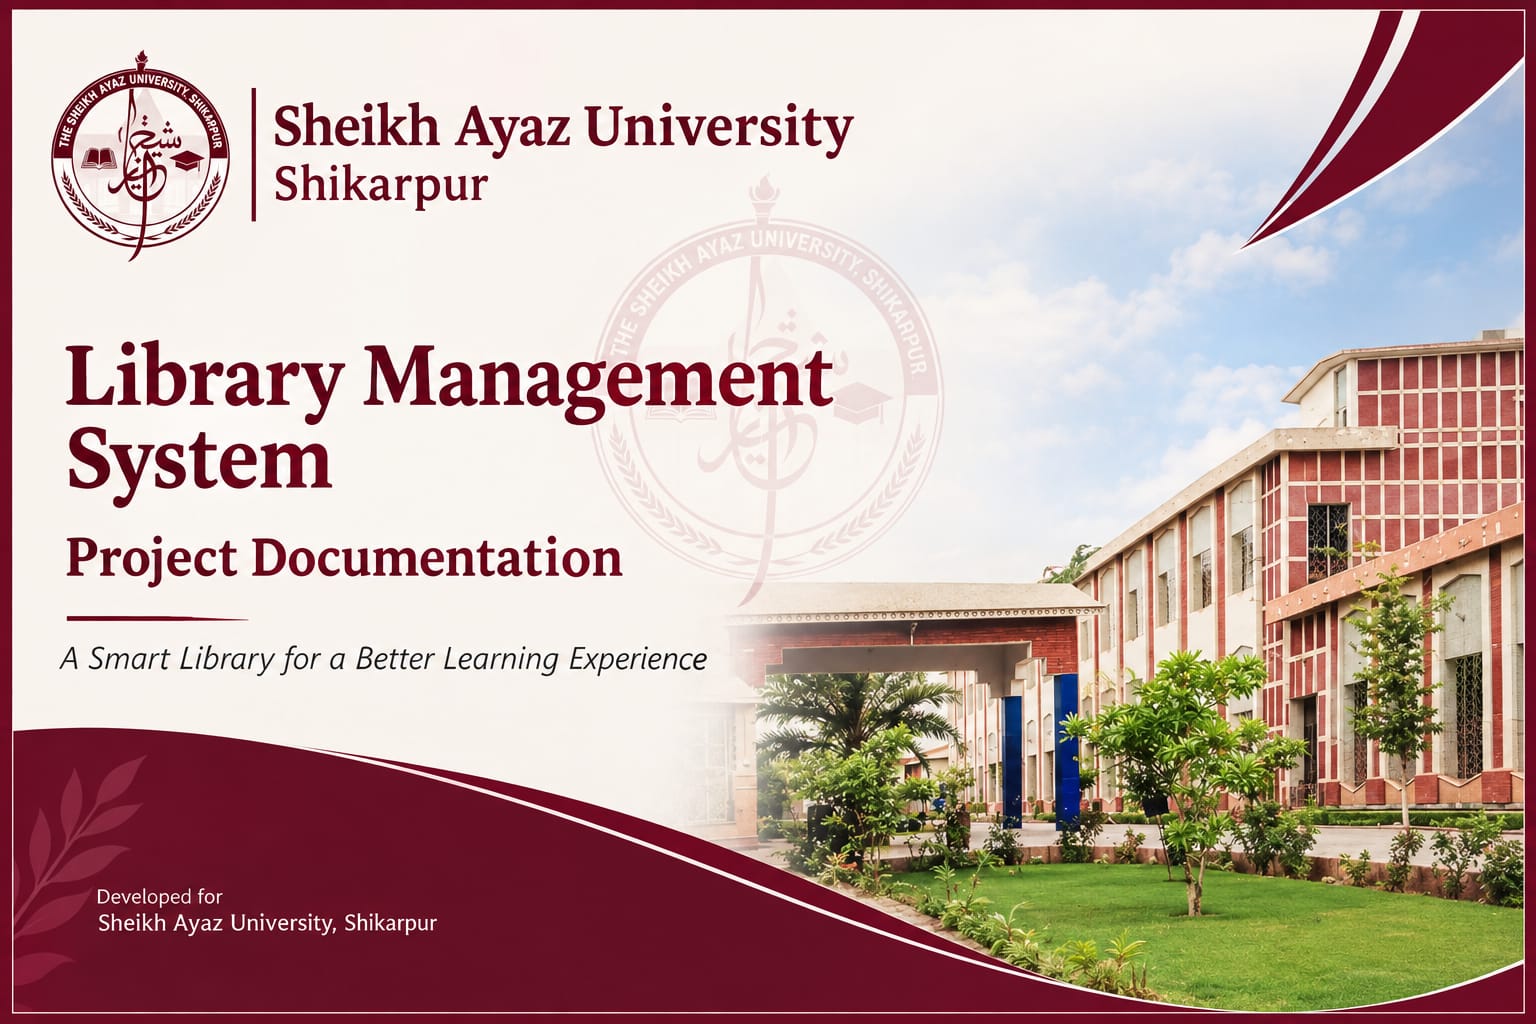 THE SHEIKH AYAZ UNIVERSITY, SHIKARPUR
Sheikh Ayaz University
Shikarpur
THE SHEIKH AYAZ UNIVERSITY, SHIKARPUR
Library Management
System
Project Documentation
A Smart Library for a Better Learning Experience
Developed for
Sheikh Ayaz University, Shikarpur